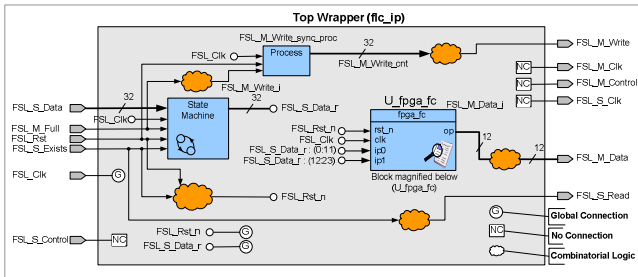 Top Wrapper (flc_ip)
FSL_M_Write_sync_proc
FSL_Clk
Process
32
FSL_M_Write_cnt
FSL_M_Write
FSL_M_Write_i
NC
FSL_M_Clk
NC
FSL_M_Control
NC
FSL_S_Clk
FSL_S_Data
32
FSL_Clk
State
Machine
32
FSL_S_Data_r
FSL_M_Full
FSL_Rst
FSL_S_Exists
U_fpga_fc
FSL_M_Data_i
fpga_fc
FSL_Rst_n
rst_n
op
FSL_Clk
clk
FSL_S_Data_r : (0:11)
ip0
FSL_S_Data_r : (12:23)
ip1
12
12
FSL_M_Data
Block magnified below
(U_fpga_fc)
FSL_Clk
G
FSL_Rst_n
FSL_S_Read
FSL_Rst_n
G
FSL_S_Data_r
G
FSL_S_Control
NC
G
Global Connection
NC
No Connection
Combinatorial Logic